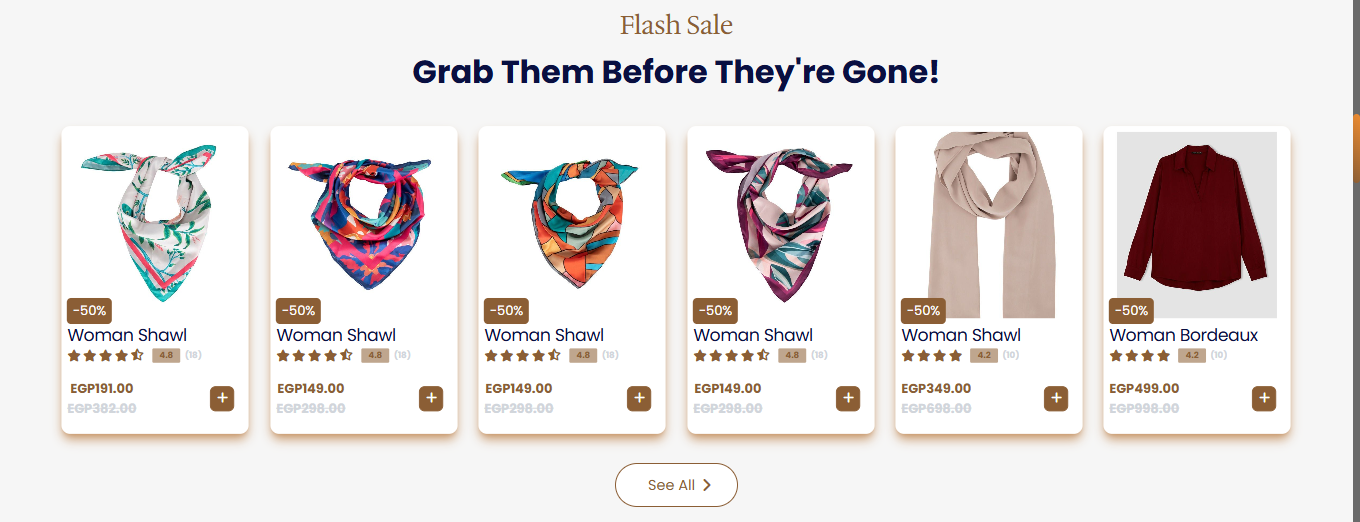 Flash Sale
Grab Them Before They're Gone!
-50%
Woman Shawl
4.8 (18)
EGP191.00
EGP382.00
+
-50%
Woman Shawl
4.8 (18)
EGP149.00
EGP298.00
+
-50%
Woman Shawl
4.8 (18)
EGP149.00
EGP298.00
+
-50%
Woman Shawl
4.8 (18)
EGP149.00
EGP298.00
+
-50%
Woman Shawl
4.2 (10)
EGP349.00
EGP698.00
+
-50%
Woman Bordeaux
4.2 (10)
EGP499.00
EGP998.00
+
See All